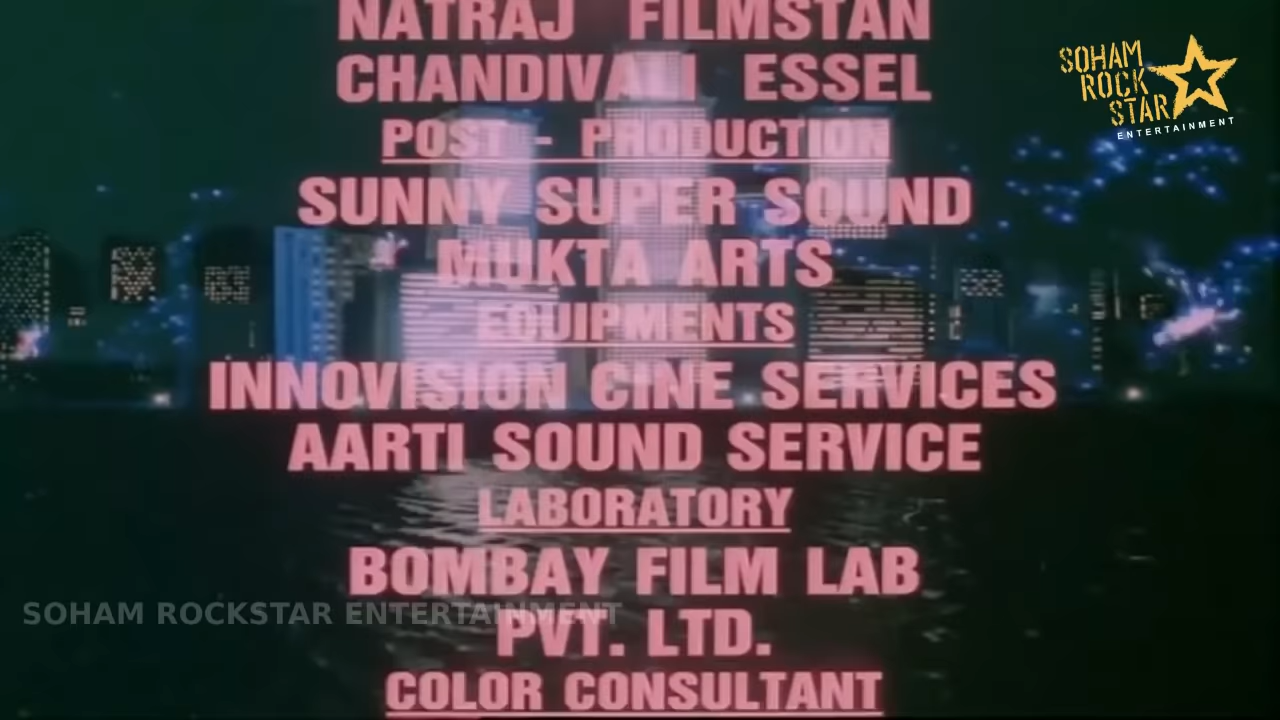 NATRAJ FILMSTAN
CHANDIVALI ESSEL
POST - PRODUCTION
SUNNY SUPER SOUND
MUKTA ARTS
EQUIPMENTS
INNOVISION CINE SERVICES
AARTI SOUND SERVICE
LABORATORY
BOMBAY FILM LAB
PVT. LTD.
COLOR CONSULTANT
SOHAM
ROCK
STAR
ENTERTAINMENT
SOHAM ROCKSTAR ENTERTAINMENT